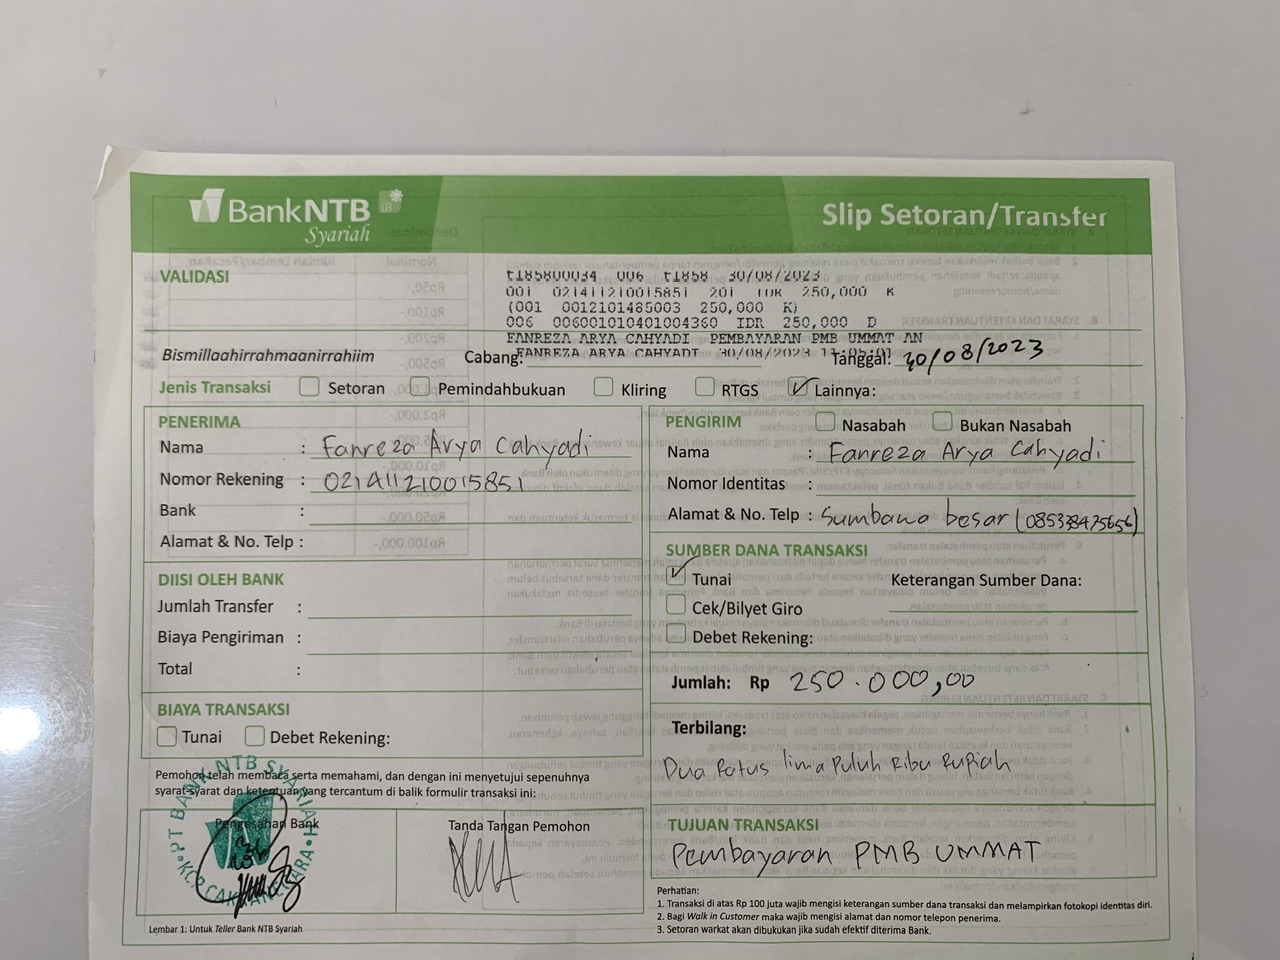 BankNTB
Syariah
Slip Setoran/Transfer
VALIDASI
t185800034 006 t1858 30/08/2023
001 021411210015851 201 IDR 250,000 K
(001 0012101485003 250,000 K)
006 006001010401004360 IDR 250,000 D
FANREZA ARYA CAHYADI PEMBAYARAN PMB UMMAT AN
FANREZA ARYA CAHYADI 30/08/2023
Bismillaahirrahmaanirrahiim
Cabang:
Tanggal: 30/08/2023
Jenis Transaksi Setoran Pemindahbukuan Kliring RTGS Lainnya:
PENERIMA
Nama : Fanreza Arya Cahyadi
Nomor Rekening : 021411210015851
Bank :
Alamat & No. Telp :
DIISI OLEH BANK
Jumlah Transfer :
Biaya Pengiriman :
Total :
BIAYA TRANSAKSI
Tunai Debet Rekening:
Pemohon telah membaca serta memahami, dan dengan ini menyetujui sepenuhnya
syarat-syarat dan ketentuan yang tercantum di balik formulir transaksi ini:
Pengesahan Bank
PT BANK NTB SYARIAH
KCP CAKRANEGARA
Tanda Tangan Pemohon
Lembar 1: Untuk Teller Bank NTB Syariah
PENGIRIM Nasabah Bukan Nasabah
Nama : Fanreza Arya Cahyadi
Nomor Identitas :
Alamat & No. Telp : Sumbawa besar (085338475656)
SUMBER DANA TRANSAKSI
Tunai Keterangan Sumber Dana:
Cek/Bilyet Giro
Debet Rekening:
Jumlah: Rp 250.000,00
Terbilang:
Dua Ratus lima Puluh Ribu Rupiah
TUJUAN TRANSAKSI
Pembayaran PMB UMMAT
Perhatian:
1. Transaksi di atas Rp 100 juta wajib mengisi keterangan sumber dana transaksi dan melampirkan fotokopi identitas diri.
2. Bagi Walk in Customer maka wajib mengisi alamat dan nomor telepon penerima.
3. Setoran warkat akan dibukukan jika sudah efektif diterima Bank.